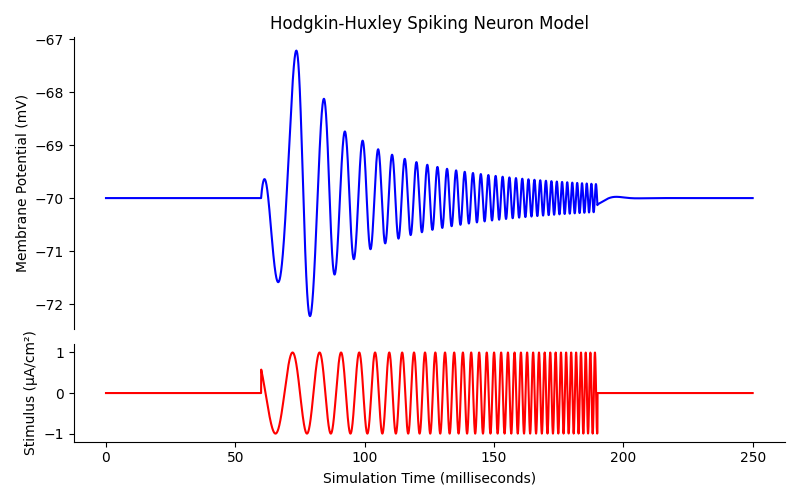 Hodgkin-Huxley Spiking Neuron Model
Membrane Potential (mV)
−67
−68
−69
−70
−71
−72
Stimulus (μA/cm²)
1
0
−1
0 50 100 150 200 250
Simulation Time (milliseconds)